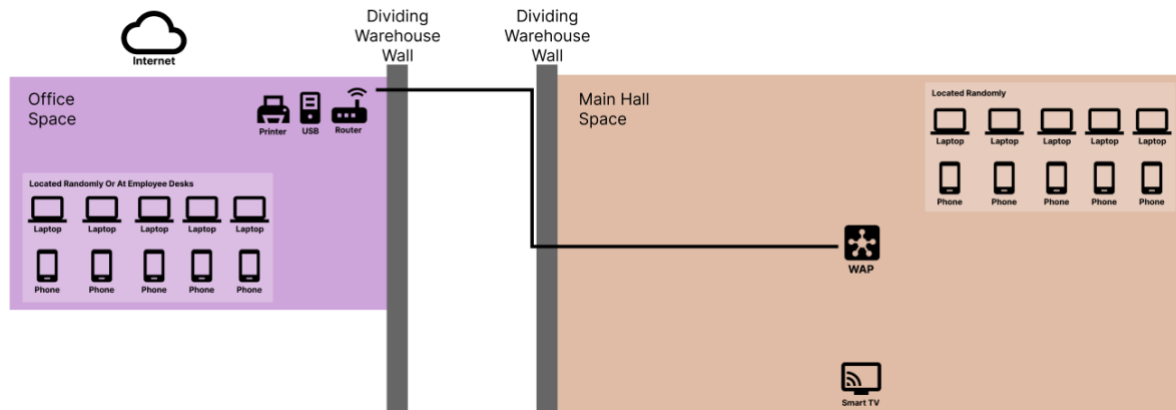 Internet
Dividing
Warehouse
Wall
Dividing
Warehouse
Wall
Office
Space
Printer
USB
Router
Located Randomly Or At Employee Desks
Laptop
Laptop
Laptop
Laptop
Laptop
Phone
Phone
Phone
Phone
Phone
Main Hall
Space
Located Randomly
Laptop
Laptop
Laptop
Laptop
Laptop
Phone
Phone
Phone
Phone
Phone
WAP
Smart TV